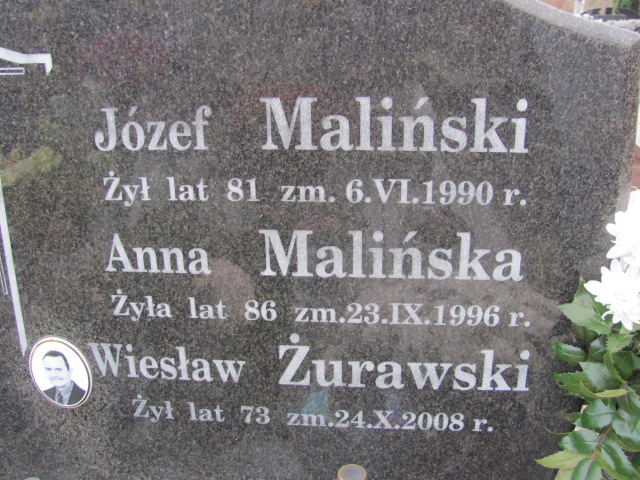 Józef Maliński
Żył lat 81 zm. 6.VI.1990 r.
Anna Malińska
Żyła lat 86 zm.23.IX.1996 r.
Wiesław Żurawski
Żył lat 73 zm.24.X.2008 r.